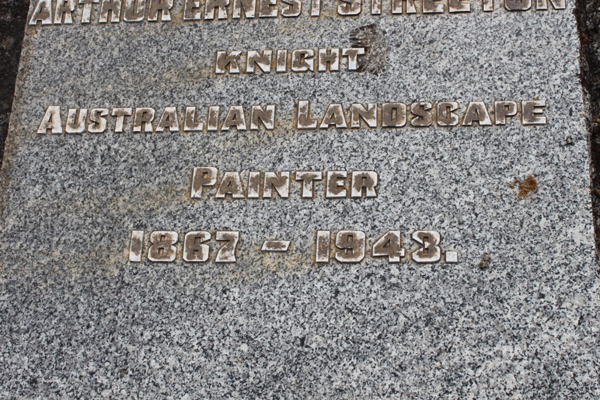 ARTHUR ERNEST STREETON
KNIGHT
AUSTRALIAN LANDSCAPE
PAINTER
1867 - 1943.